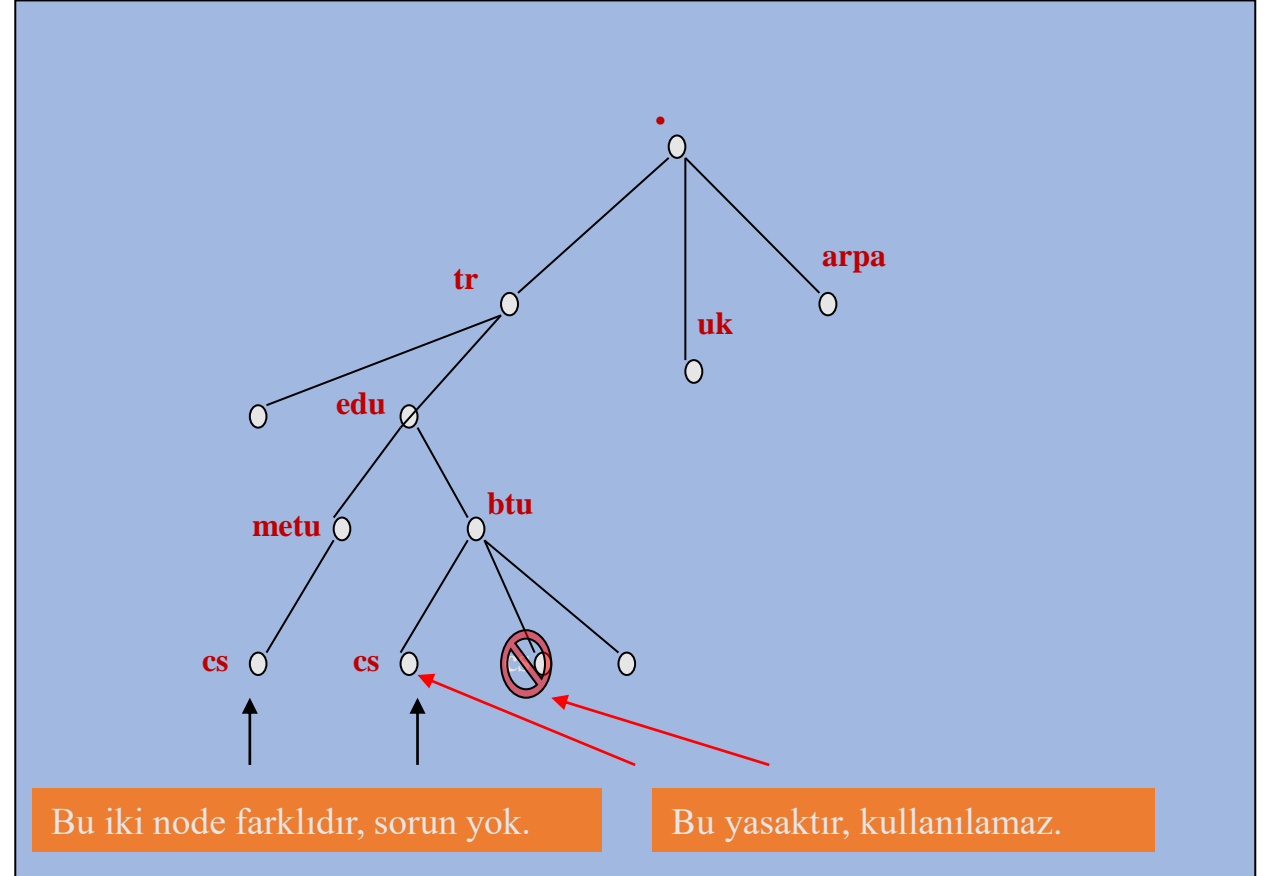 .
arpa
tr
uk
edu
btu
metu
cs
cs
Bu iki node farklıdır, sorun yok.
Bu yasaktır, kullanılamaz.